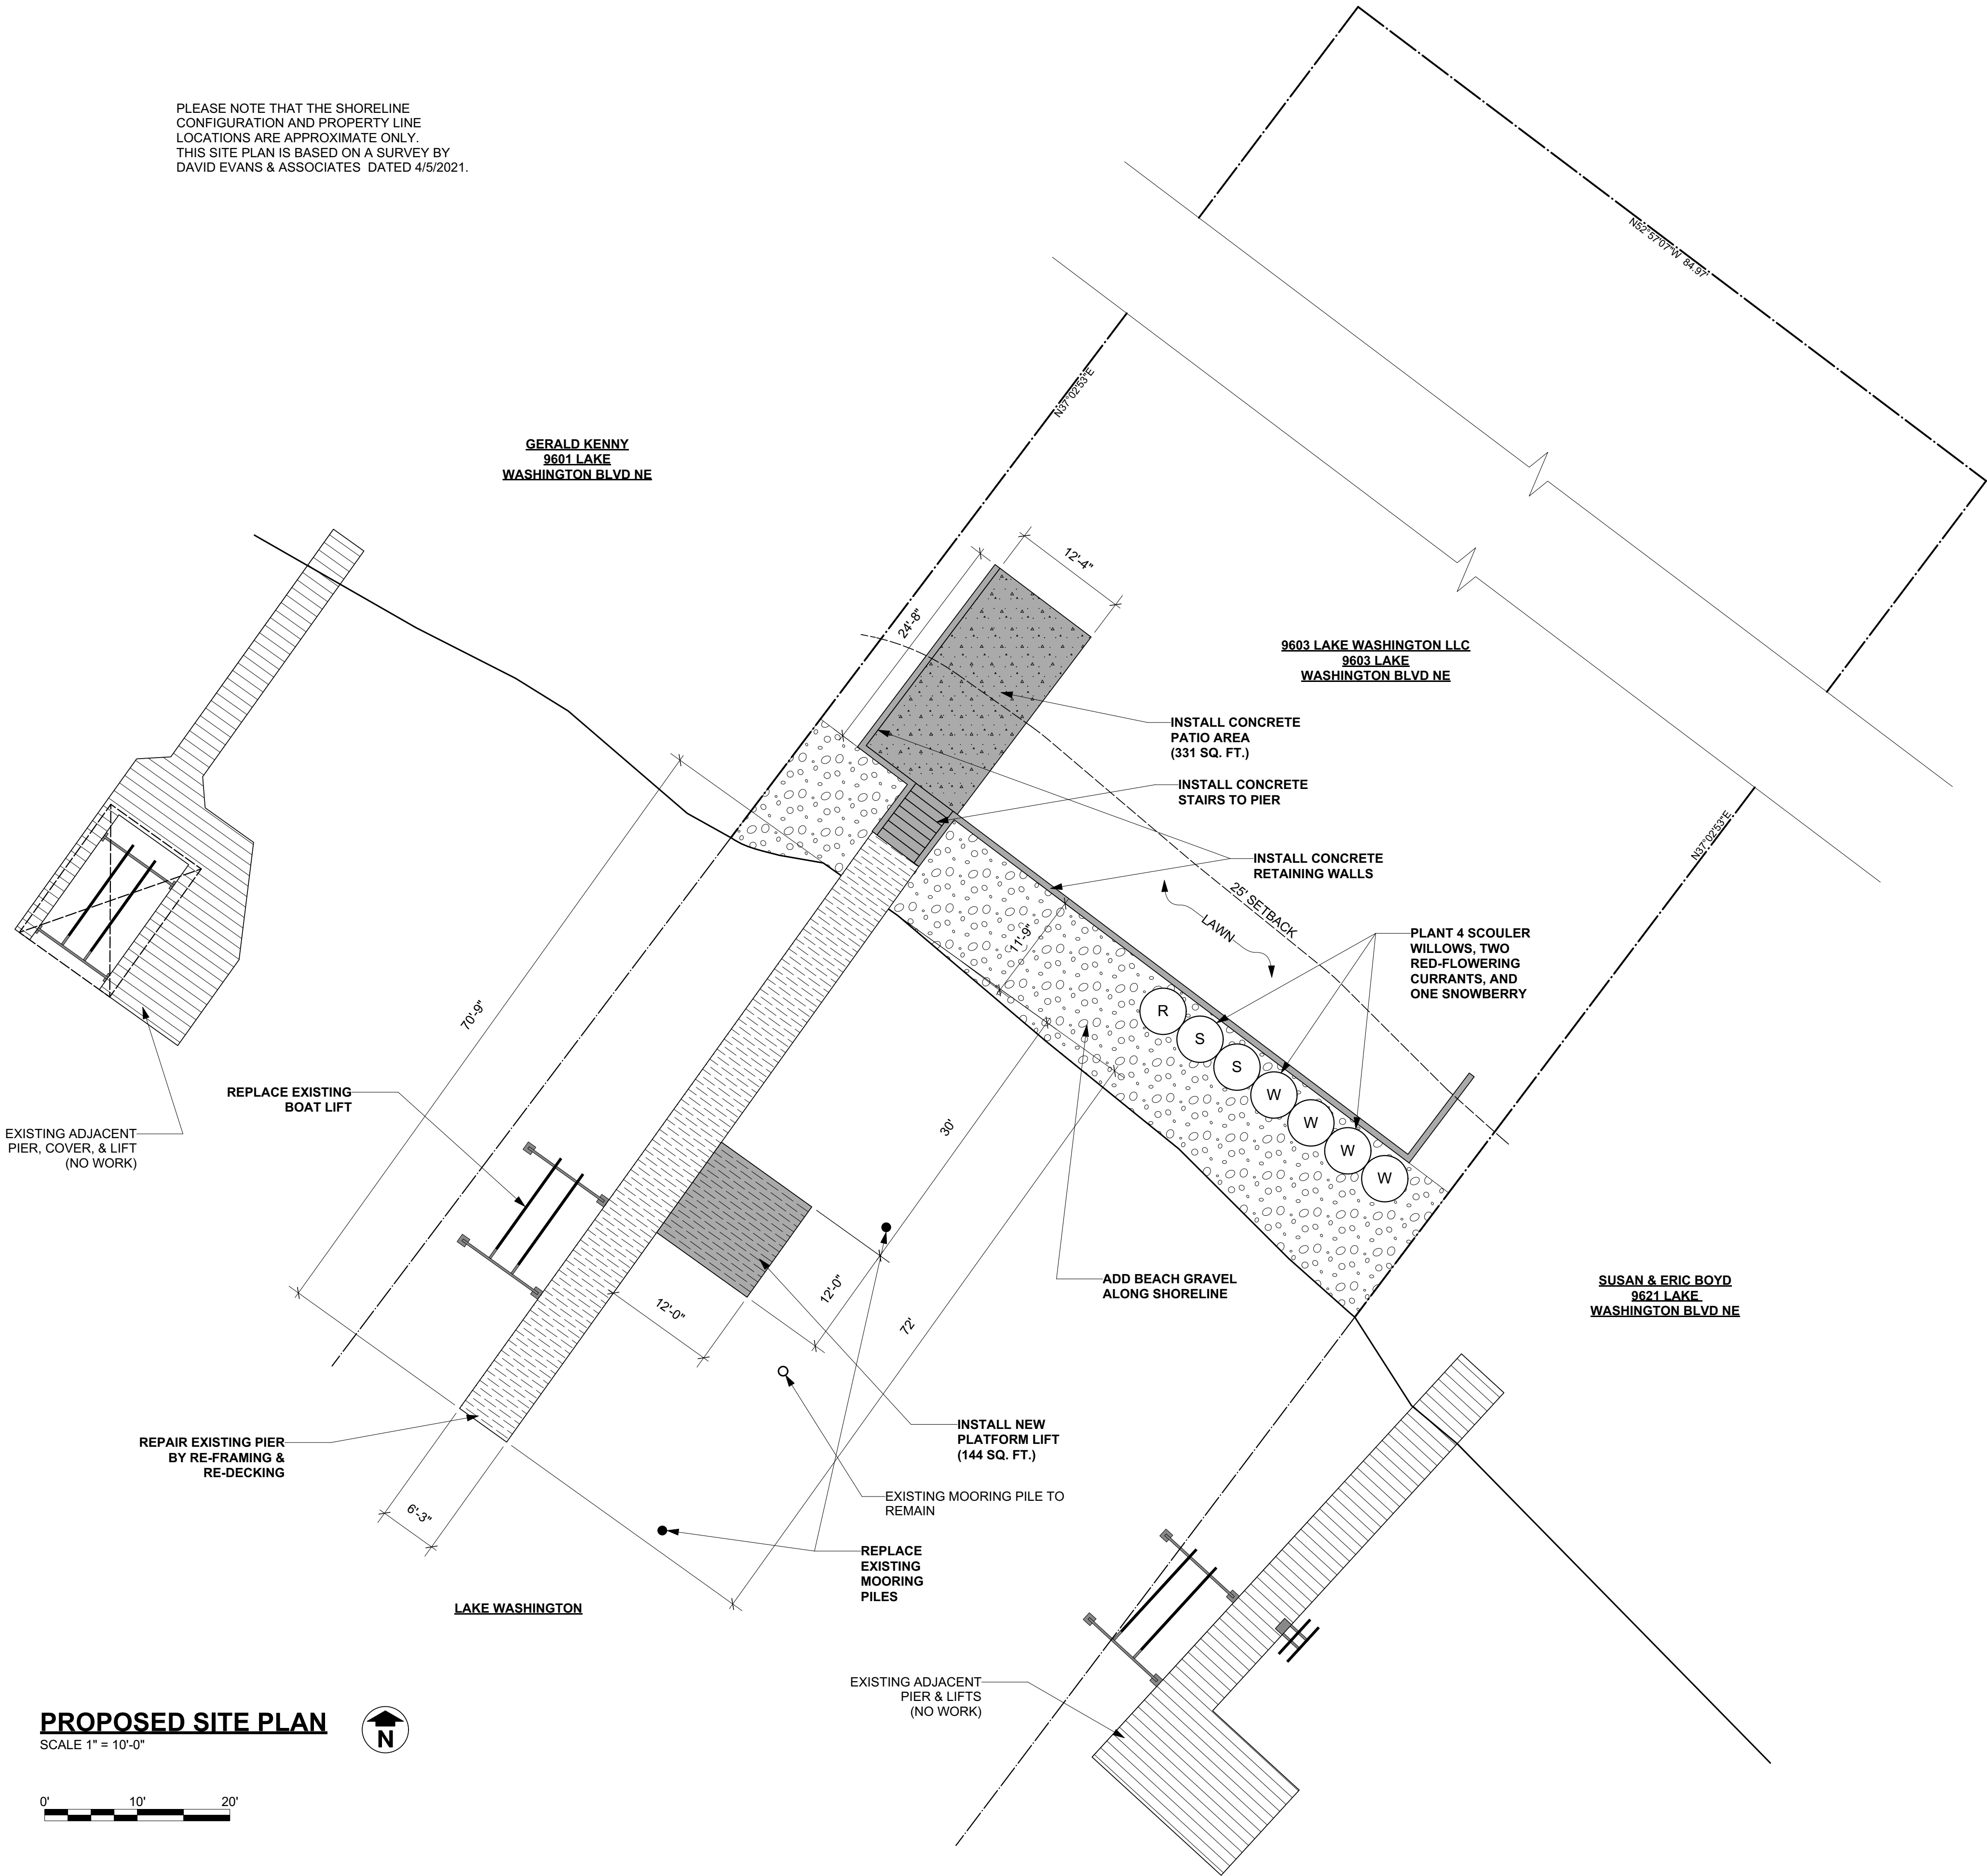 PLEASE NOTE THAT THE SHORELINE
CONFIGURATION AND PROPERTY LINE
LOCATIONS ARE APPROXIMATE ONLY.
THIS SITE PLAN IS BASED ON A SURVEY BY
DAVID EVANS & ASSOCIATES DATED 4/5/2021.
N52°57'07"W 84.97'
N37°02'53"E
GERALD KENNY
9601 LAKE
WASHINGTON BLVD NE
12'-4"
24'-8"
9603 LAKE WASHINGTON LLC
9603 LAKE
WASHINGTON BLVD NE
INSTALL CONCRETE
PATIO AREA
(331 SQ. FT.)
INSTALL CONCRETE
STAIRS TO PIER
INSTALL CONCRETE
RETAINING WALLS
N37°02'53"E
25' SETBACK
LAWN
11'-9"
PLANT 4 SCOULER
WILLOWS, TWO
RED-FLOWERING
CURRANTS, AND
ONE SNOWBERRY
R
S
S
W
W
W
W
70'-9"
REPLACE EXISTING
BOAT LIFT
EXISTING ADJACENT
PIER, COVER, & LIFT
(NO WORK)
30'
12'-0"
12'-0"
72'
ADD BEACH GRAVEL
ALONG SHORELINE
SUSAN & ERIC BOYD
9621 LAKE
WASHINGTON BLVD NE
REPAIR EXISTING PIER
BY RE-FRAMING &
RE-DECKING
6'-3"
INSTALL NEW
PLATFORM LIFT
(144 SQ. FT.)
EXISTING MOORING PILE TO
REMAIN
REPLACE
EXISTING
MOORING
PILES
LAKE WASHINGTON
EXISTING ADJACENT
PIER & LIFTS
(NO WORK)
PROPOSED SITE PLAN
SCALE 1" = 10'-0"
N
0' 10' 20'